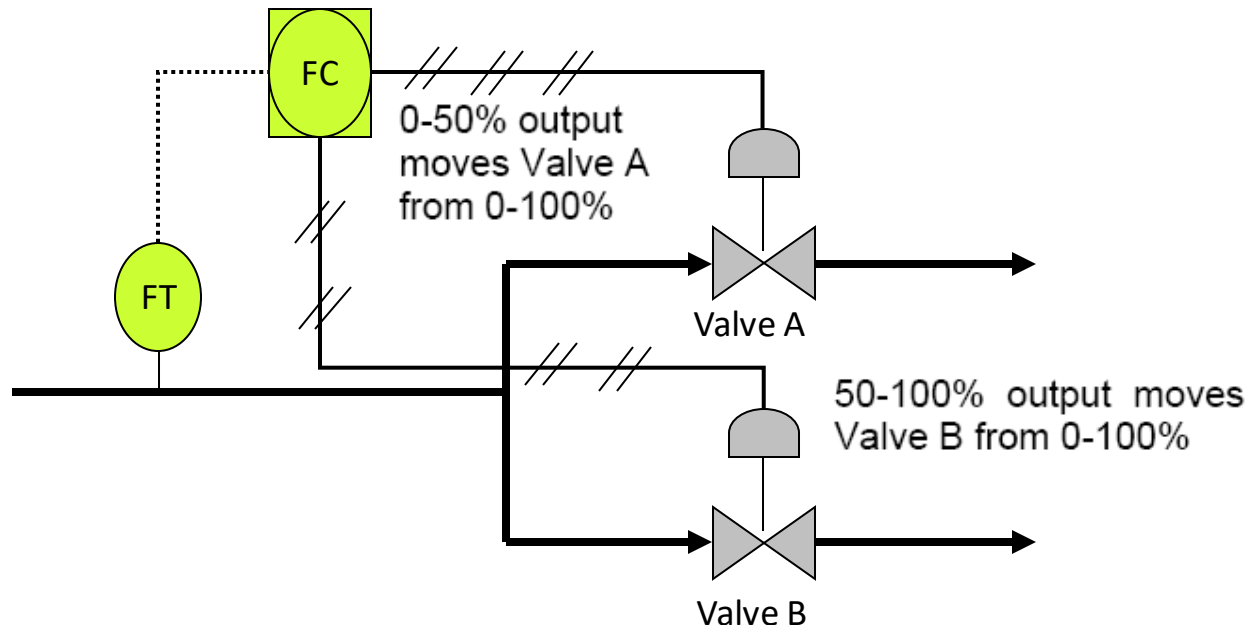 FC
0-50% output
moves Valve A
from 0-100%
FT
Valve A
50-100% output moves
Valve B from 0-100%
Valve B